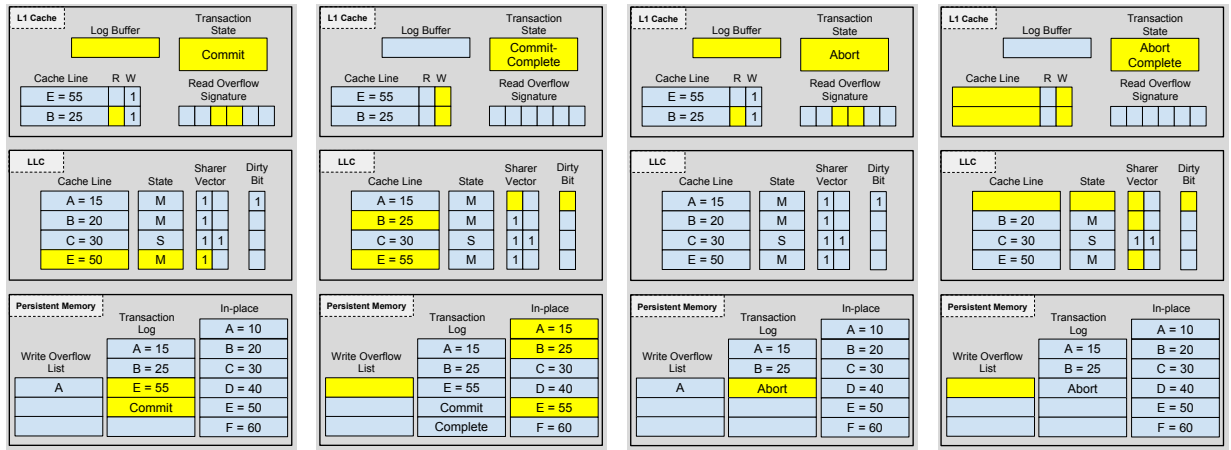 L1 Cache
Log Buffer
Transaction
State
Commit
Cache Line R W
E = 55 1
B = 25 1
Read Overflow
Signature
LLC
Cache Line State Sharer
Vector Dirty
Bit
A = 15 M 1 1
B = 20 M 1
C = 30 S 1 1
E = 50 M 1
Persistent Memory
Write Overflow
List
A
Transaction
Log
A = 15
B = 25
E = 55
Commit
In-place
A = 10
B = 20
C = 30
D = 40
E = 50
F = 60
L1 Cache
Log Buffer
Transaction
State
Commit-
Complete
Cache Line R W
E = 55
B = 25
Read Overflow
Signature
LLC
Cache Line State Sharer
Vector Dirty
Bit
A = 15 M
B = 25 M 1
C = 30 S 1 1
E = 55 M 1
Persistent Memory
Write Overflow
List
Transaction
Log
A = 15
B = 25
E = 55
Commit
Complete
In-place
A = 15
B = 25
C = 30
D = 40
E = 55
F = 60
L1 Cache
Log Buffer
Transaction
State
Abort
Cache Line R W
E = 55 1
B = 25 1
Read Overflow
Signature
LLC
Cache Line State Sharer
Vector Dirty
Bit
A = 15 M 1 1
B = 20 M 1
C = 30 S 1 1
E = 50 M 1
Persistent Memory
Write Overflow
List
A
Transaction
Log
A = 15
B = 25
Abort
In-place
A = 10
B = 20
C = 30
D = 40
E = 50
F = 60
L1 Cache
Log Buffer
Transaction
State
Abort
Complete
Cache Line R W
Read Overflow
Signature
LLC
Cache Line State Sharer
Vector Dirty
Bit
B = 20 M
C = 30 S 1 1
E = 50 M
Persistent Memory
Write Overflow
List
Transaction
Log
A = 15
B = 25
Abort
In-place
A = 10
B = 20
C = 30
D = 40
E = 50
F = 60